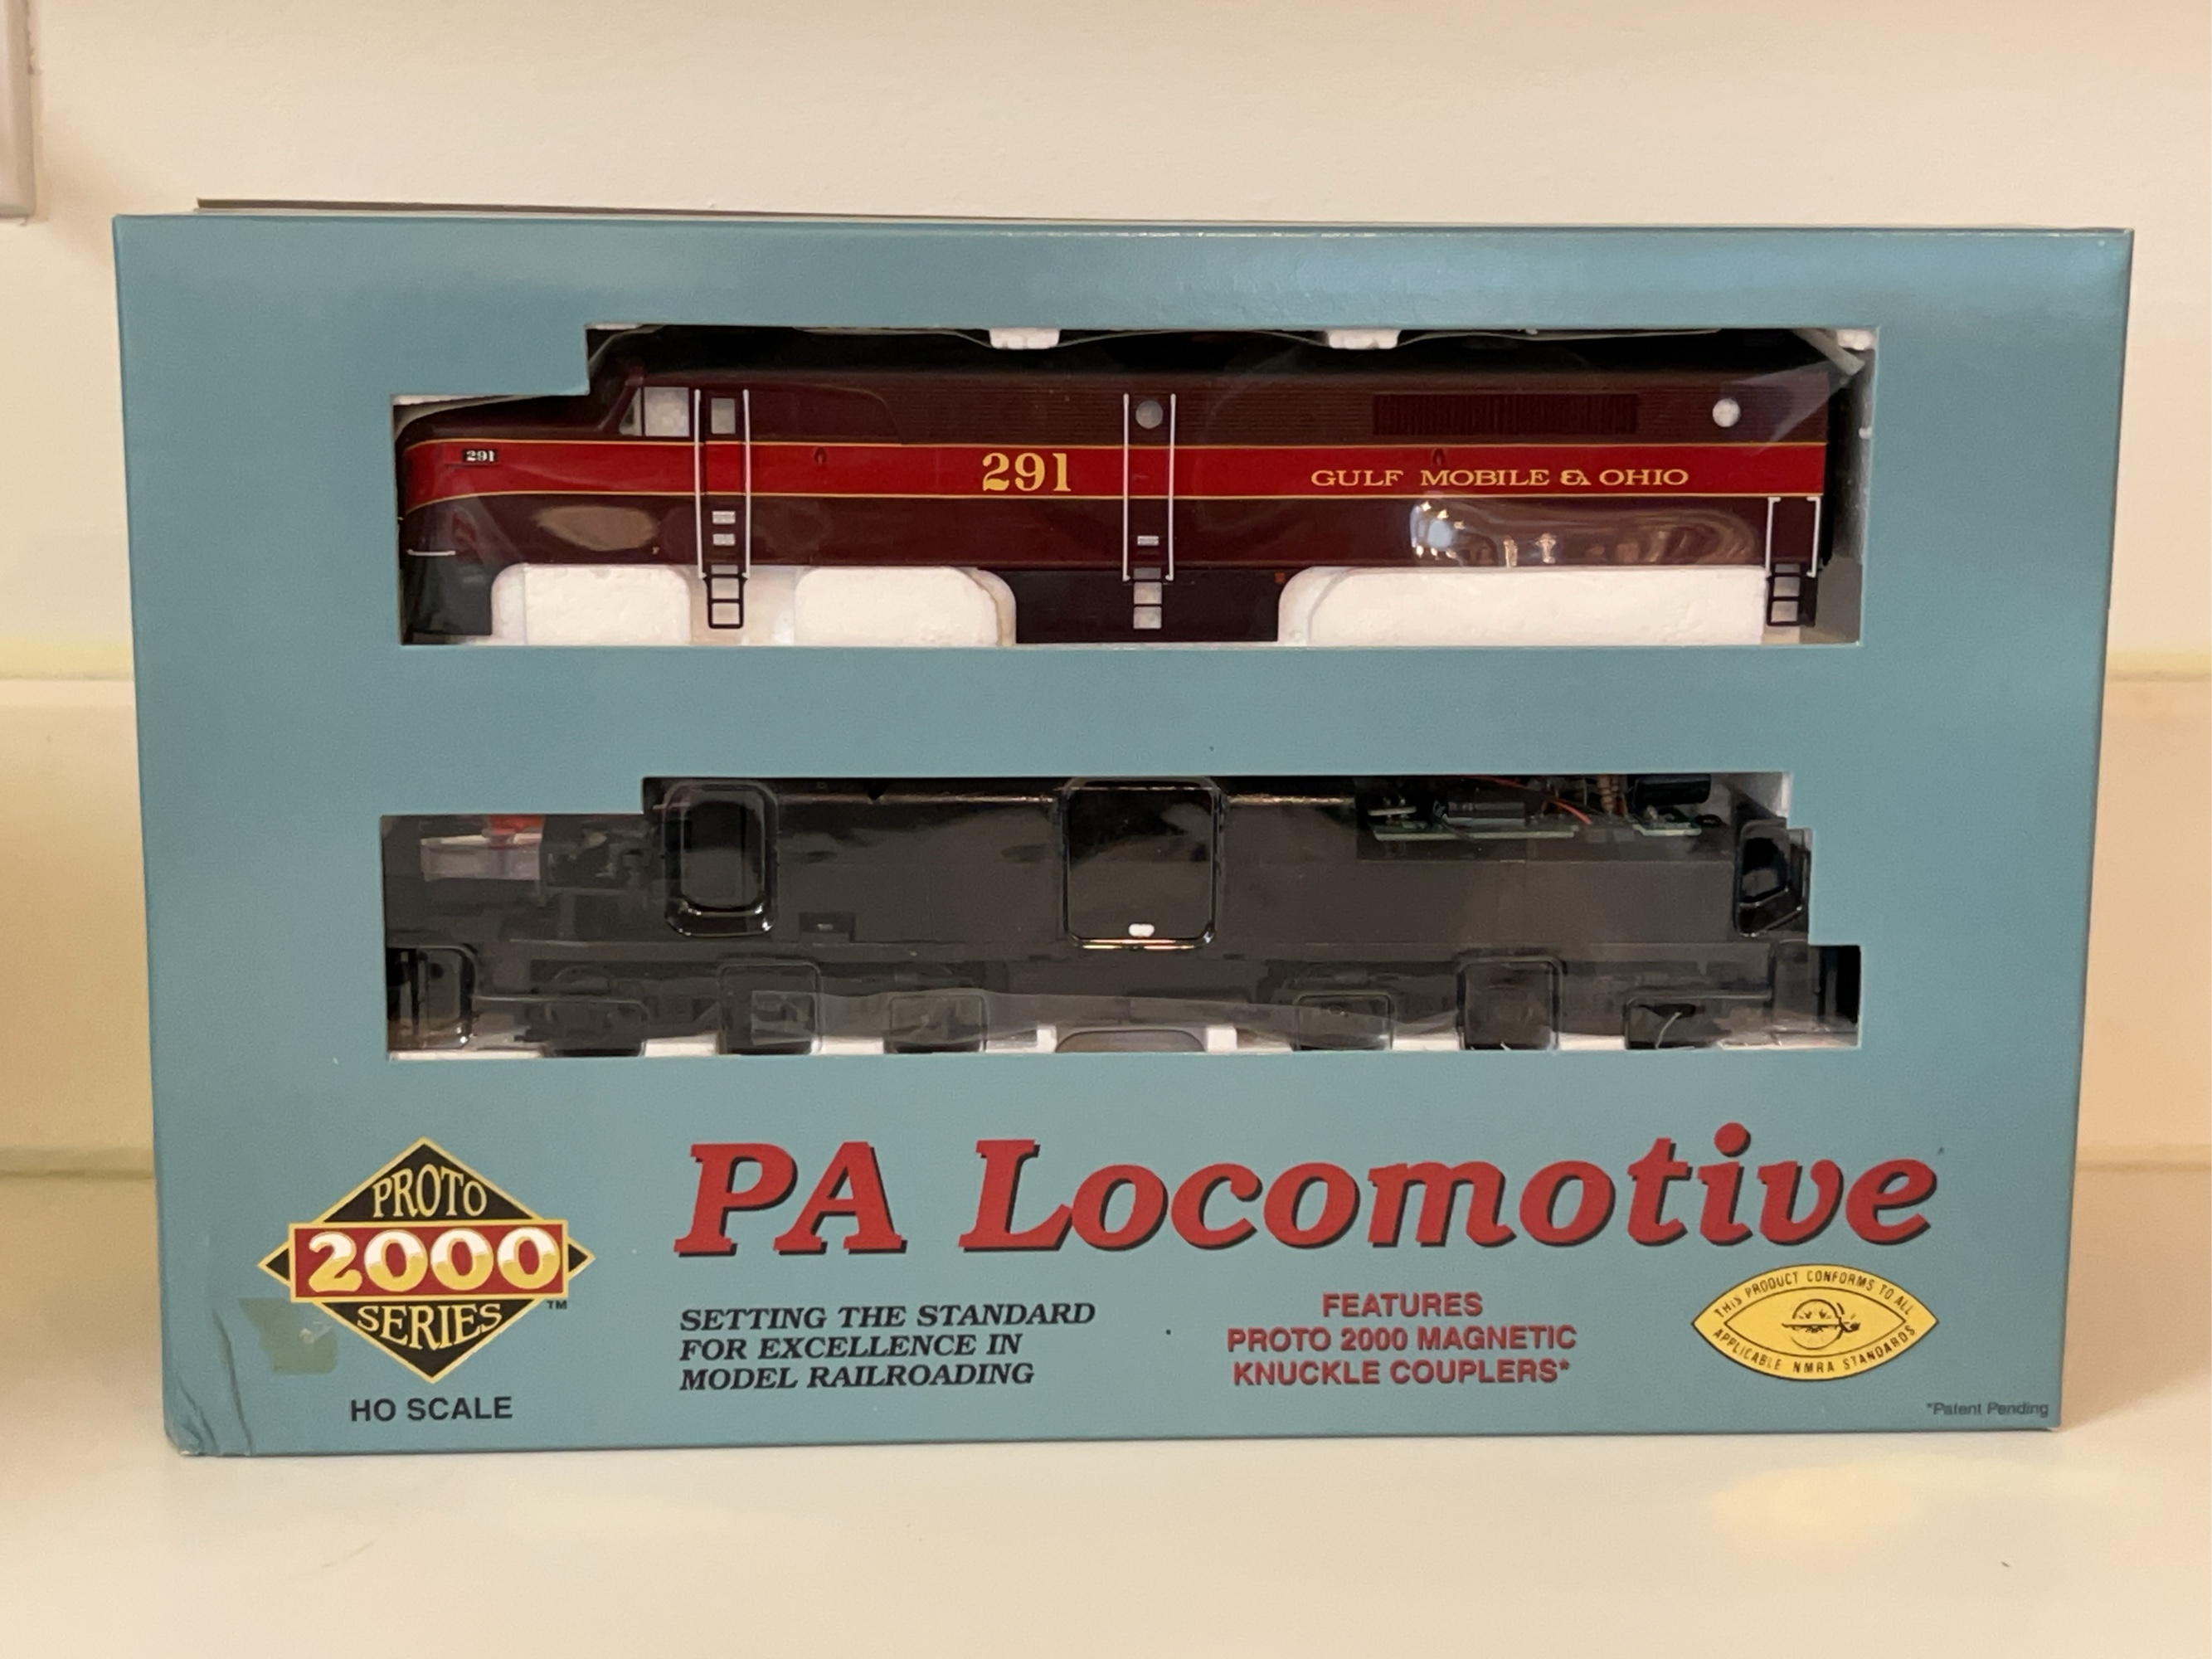 291
291
GULF MOBILE & OHIO
PROTO
2000
SERIES
TM
HO SCALE
PA Locomotive
SETTING THE STANDARD
FOR EXCELLENCE IN
MODEL RAILROADING
FEATURES
PROTO 2000 MAGNETIC
KNUCKLE COUPLERS*
THIS PRODUCT CONFORMS TO ALL
APPLICABLE NMRA STANDARDS
*Patent Pending